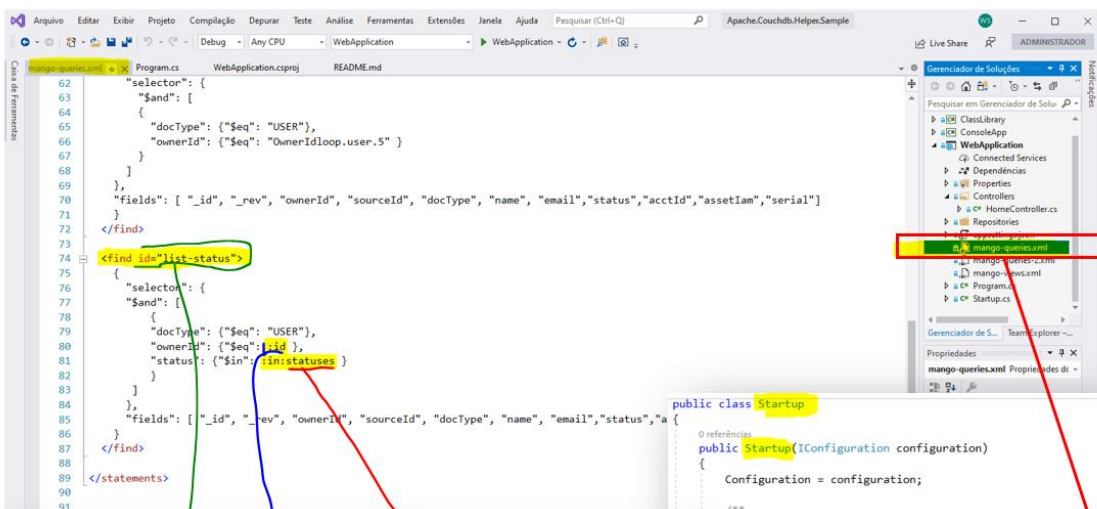 Arquivo Editar Exibir Projeto Compilação Depurar Teste Análise Ferramentas Extensões Janela Ajuda Pesquisar (Ctrl+Q) Apache.Couchdb.Helper.Sample WS
Debug Any CPU WebApplication WebApplication Live Share ADMINISTRADOR
mango-queries.xml Program.cs WebApplication.csproj README.md
Caixa de Ferramentas
62 "selector": {
63 "$and": [
64 {
65 "docType": {"$eq": "USER"},
66 "ownerId": {"$eq": "OwnerIdloop.user.5" }
67 }
68 ]
69 },
70 "fields": [ "_id", "_rev", "ownerId", "sourceId", "docType", "name", "email","status","acctId","assetIam","serial"]
71 }
72 </find>
73
74 <find id="list-status">
75 {
76 "selector": {
77 "$and": [
78 {
79 "docType": {"$eq": "USER"},
80 "ownerId": {"$eq": :id },
81 "status": {"$in": :in:statuses }
82 }
83 ]
84 },
85 "fields": [ "_id", "_rev", "ownerId", "sourceId", "docType", "name", "email","status","a
86 }
87 </find>
88
89 </statements>
90
91
public class Startup
{
0 referências
public Startup(IConfiguration configuration)
{
Configuration = configuration;
/**
Gerenciador de Soluções
Pesquisar em Gerenciador de Solu
ClassLibrary
ConsoleApp
WebApplication
Connected Services
Dependências
Properties
Controllers
C# HomeController.cs
Repositories
appsettings.json
mango-queries.xml
mango-queries-2.xml
mango-views.xml
C# Program.cs
C# Startup.cs
Gerenciador de S... Team Explorer –...
Propriedades
mango-queries.xml Propriedades dc
Notificações